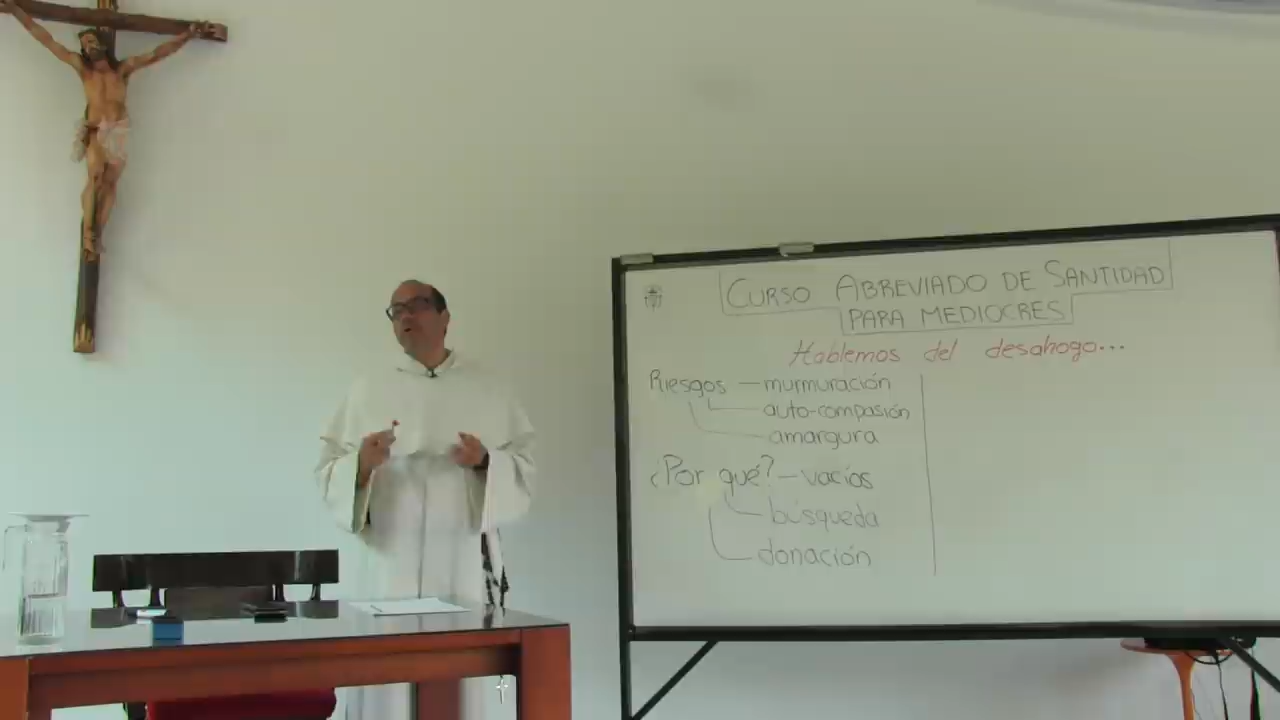 CURSO ABREVIADO DE SANTIDAD
PARA MEDIOCRES
Hablemos del desahogo...
Riesgos — murmuración
auto-compasión
amargura
¿Por qué? — vacíos
búsqueda
donación